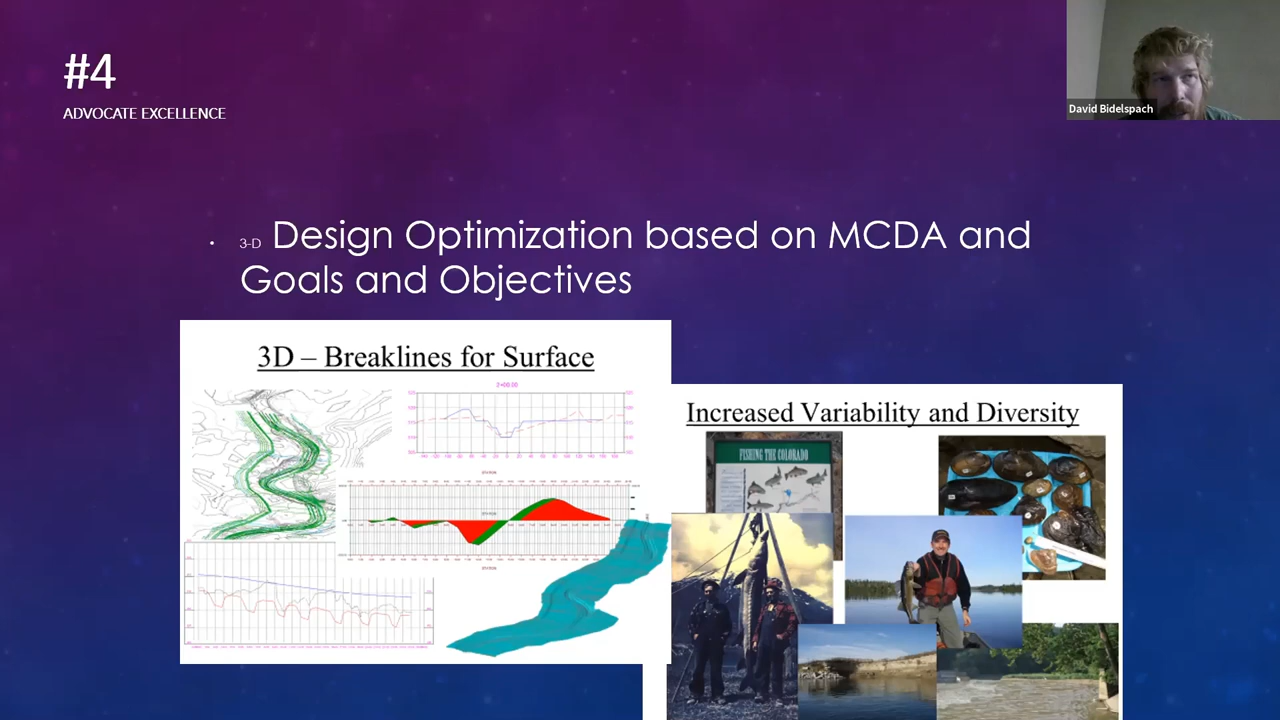 #4
ADVOCATE EXCELLENCE
David Bidelspach
• 3-D Design Optimization based on MCDA and
Goals and Objectives
3D – Breaklines for Surface
Increased Variability and Diversity
FISHING THE COLORADO